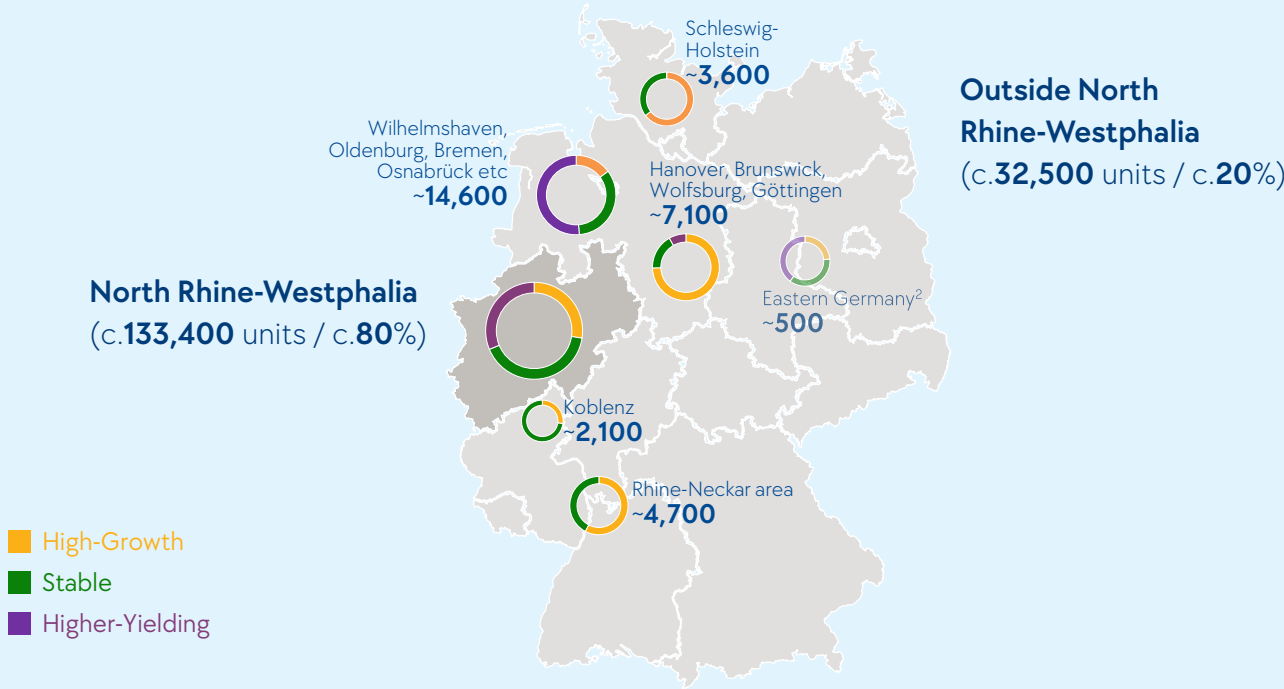 Schleswig-
Holstein
~3,600
Outside North
Rhine-Westphalia
(c.32,500 units / c.20%)
Wilhelmshaven,
Oldenburg, Bremen,
Osnabrück etc
~14,600
Hanover, Brunswick,
Wolfsburg, Göttingen
~7,100
North Rhine-Westphalia
(c.133,400 units / c.80%)
Eastern Germany²
~500
Koblenz
~2,100
Rhine-Neckar area
~4,700
High-Growth
Stable
Higher-Yielding